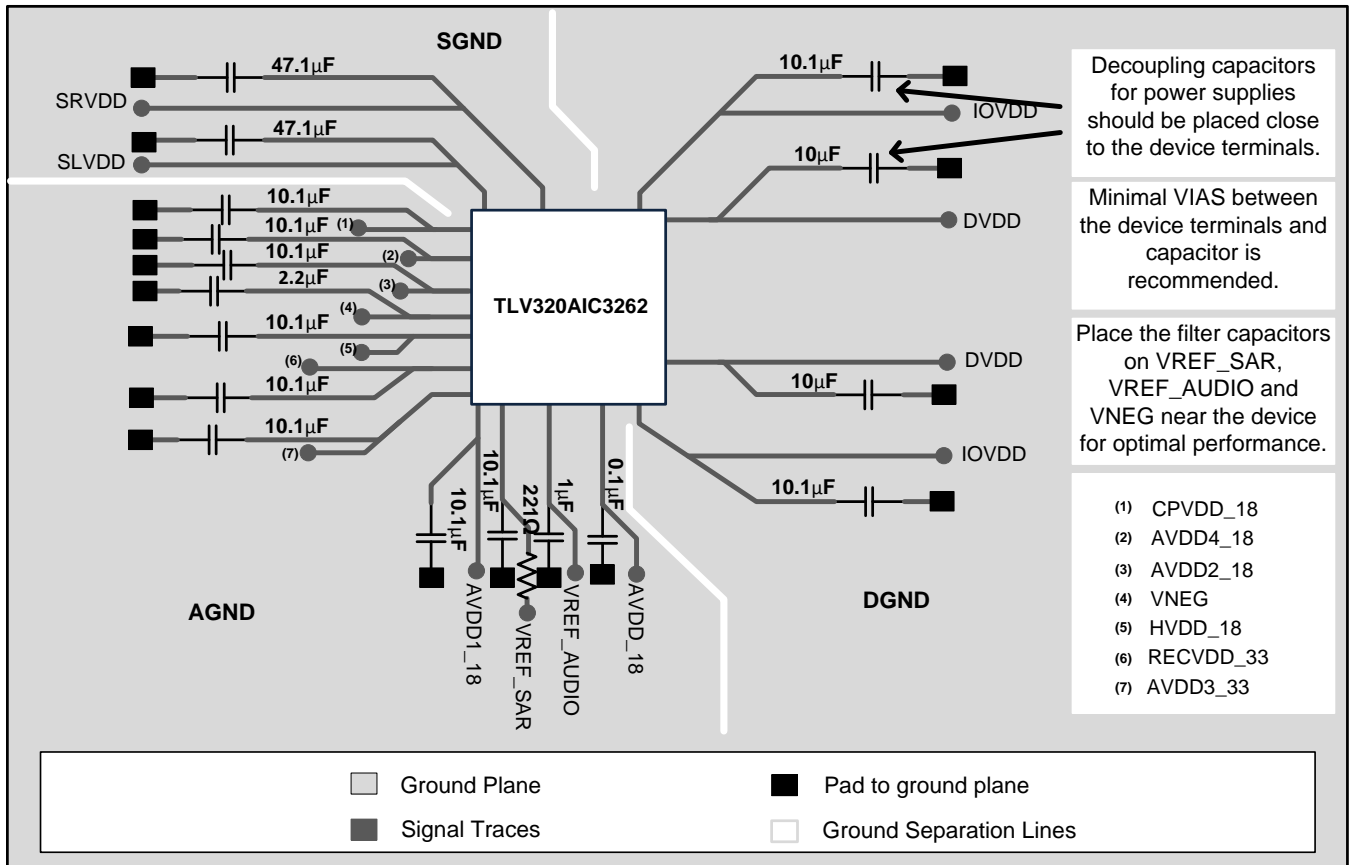 SGND
47.1µF
SRVDD
47.1µF
SLVDD
10.1µF
(1)
10.1µF
(2)
10.1µF
(3)
2.2µF
(4)
10.1µF
(5)
(6)
10.1µF
10.1µF
(7)
TLV320AIC3262
10.1µF
IOVDD
10µF
DVDD
DVDD
10µF
IOVDD
10.1µF
10.1µF
AVDD1_18
10.1µF
221Ω
VREF_SAR
1µF
VREF_AUDIO
0.1µF
AVDD_18
AGND
DGND
Decoupling capacitors
for power supplies
should be placed close
to the device terminals.
Minimal VIAS between
the device terminals and
capacitor is
recommended.
Place the filter capacitors
on VREF_SAR,
VREF_AUDIO and
VNEG near the device
for optimal performance.
(1) CPVDD_18
(2) AVDD4_18
(3) AVDD2_18
(4) VNEG
(5) HVDD_18
(6) RECVDD_33
(7) AVDD3_33
Ground Plane
Pad to ground plane
Signal Traces
Ground Separation Lines